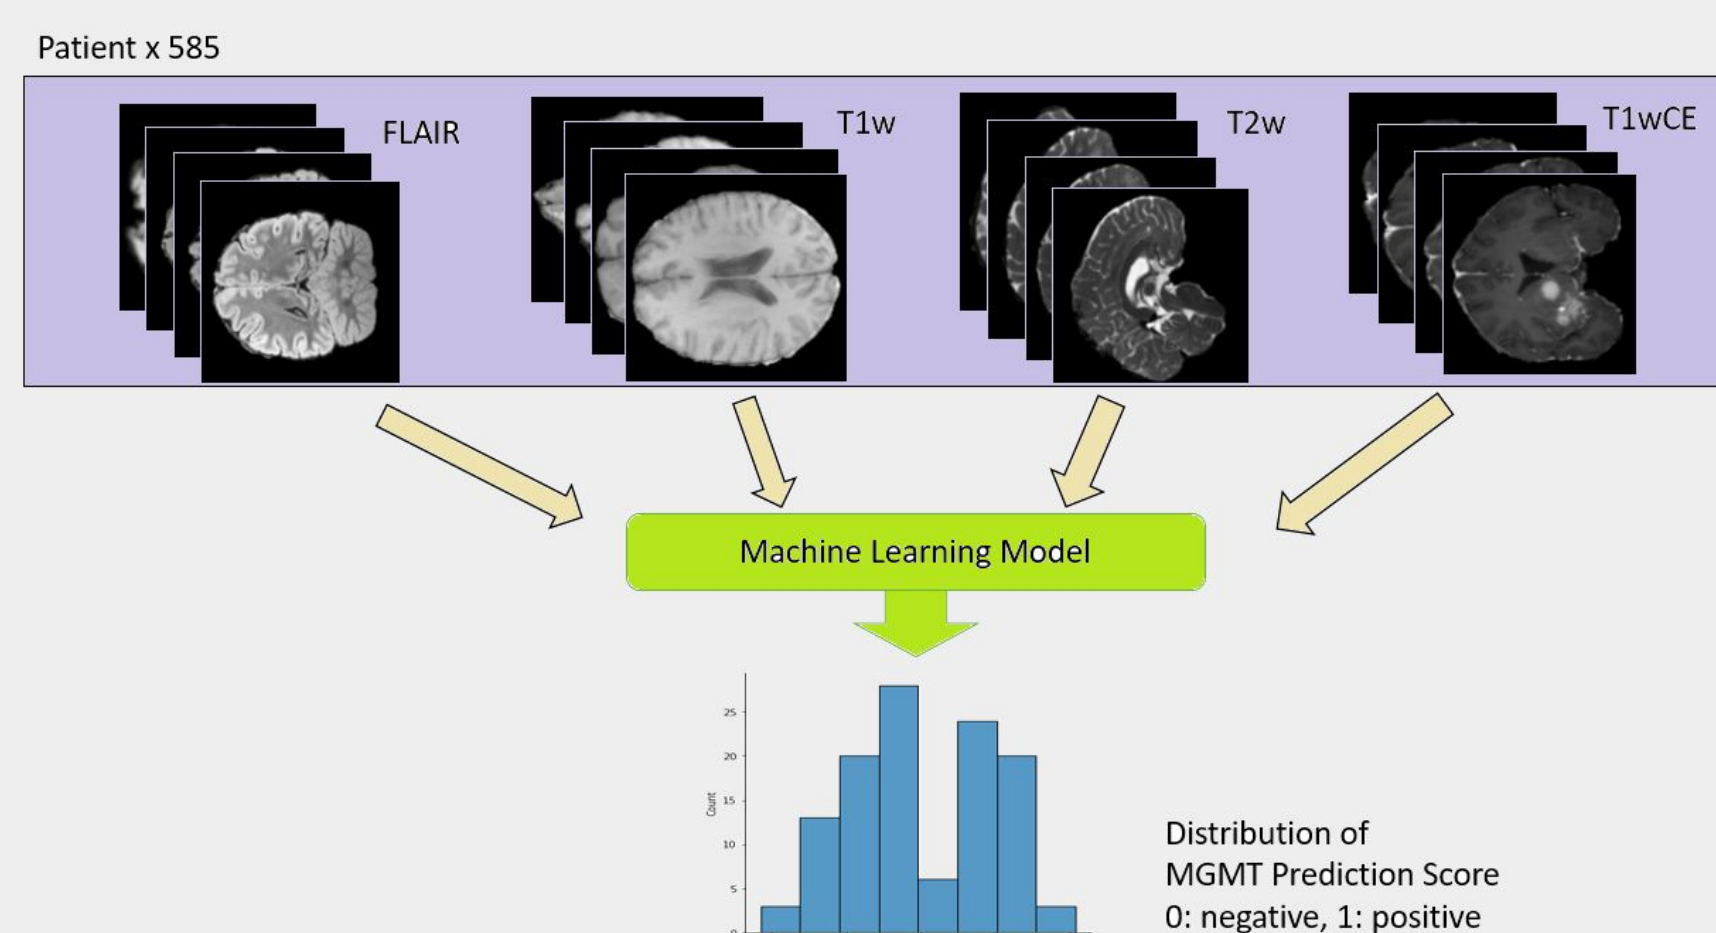 Patient x 585
FLAIR
T1w
T2w
T1wCE
Machine Learning Model
25
20
15
10
5
0
Count
Distribution of
MGMT Prediction Score
0: negative, 1: positive